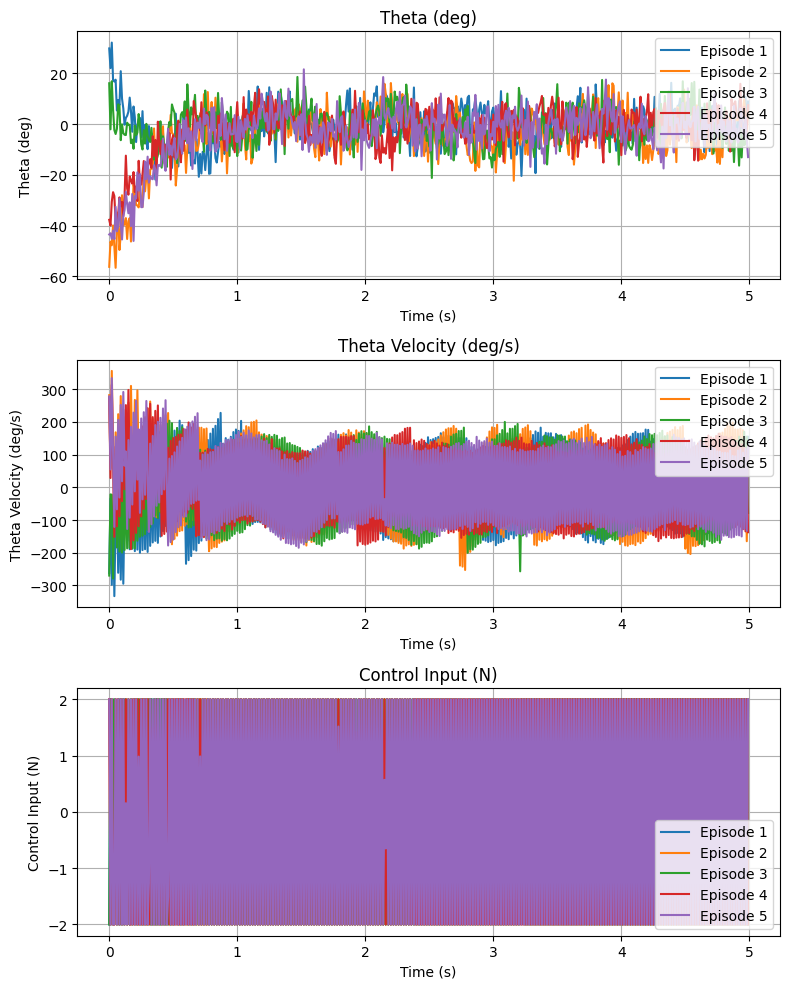 Theta (deg)
Theta (deg)
20
0
−20
−40
−60
Episode 1
Episode 2
Episode 3
Episode 4
Episode 5
0 1 2 3 4 5
Time (s)
Theta Velocity (deg/s)
Theta Velocity (deg/s)
300
200
100
0
−100
−200
−300
Episode 1
Episode 2
Episode 3
Episode 4
Episode 5
0 1 2 3 4 5
Time (s)
Control Input (N)
Control Input (N)
2
1
0
−1
−2
Episode 1
Episode 2
Episode 3
Episode 4
Episode 5
0 1 2 3 4 5
Time (s)